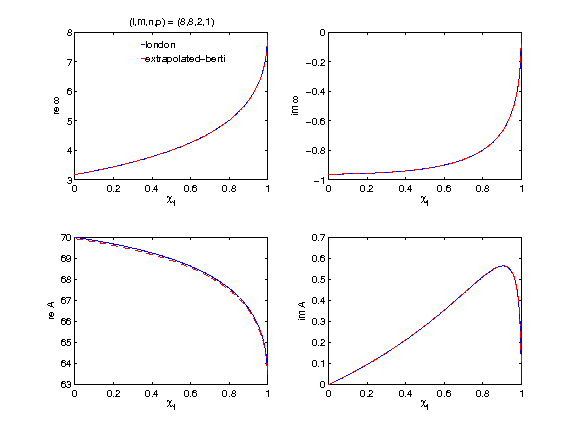 (l,m,n,p) = (8,8,2,1)
london
extrapolated−berti
8
7
6
5
4
3
re ω
0 0.2 0.4 0.6 0.8 1
χf
−0
−0.2
−0.4
−0.6
−0.8
−1
im ω
0 0.2 0.4 0.6 0.8 1
χf
70
69
68
67
66
65
64
63
re A
0 0.2 0.4 0.6 0.8 1
χf
0.7
0.6
0.5
0.4
0.3
0.2
0.1
0
im A
0 0.2 0.4 0.6 0.8 1
χf